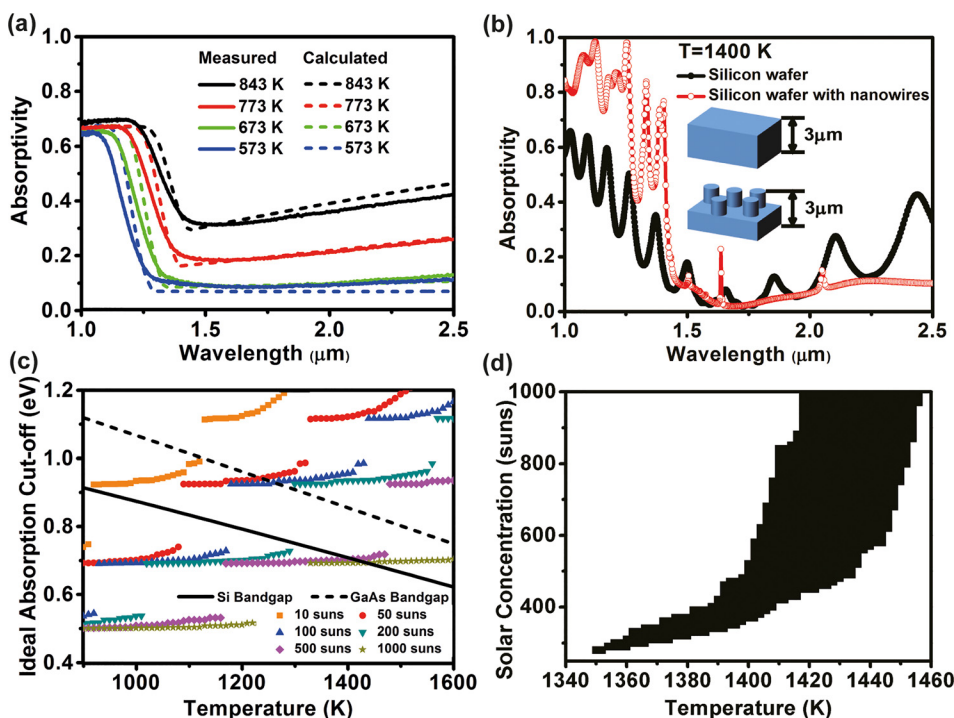 (a)
Measured Calculated
843 K 843 K
773 K 773 K
673 K 673 K
573 K 573 K
Absorptivity
1.0
0.8
0.6
0.4
0.2
0.0
1.0 1.5 2.0 2.5
Wavelength (μm)
(b)
T=1400 K
Silicon wafer
Silicon wafer with nanowires
3μm
3μm
Absorptivity
1.0
0.8
0.6
0.4
0.2
0.0
1.0 1.5 2.0 2.5
Wavelength (μm)
(c)
Ideal Absorption Cut-off (eV)
1.2
1.0
0.8
0.6
0.4
Si Bandgap GaAs Bandgap
10 suns 50 suns
100 suns 200 suns
500 suns 1000 suns
1000 1200 1400 1600
Temperature (K)
(d)
Solar Concentration (suns)
1000
800
600
400
200
1340 1360 1380 1400 1420 1440 1460
Temperature (K)